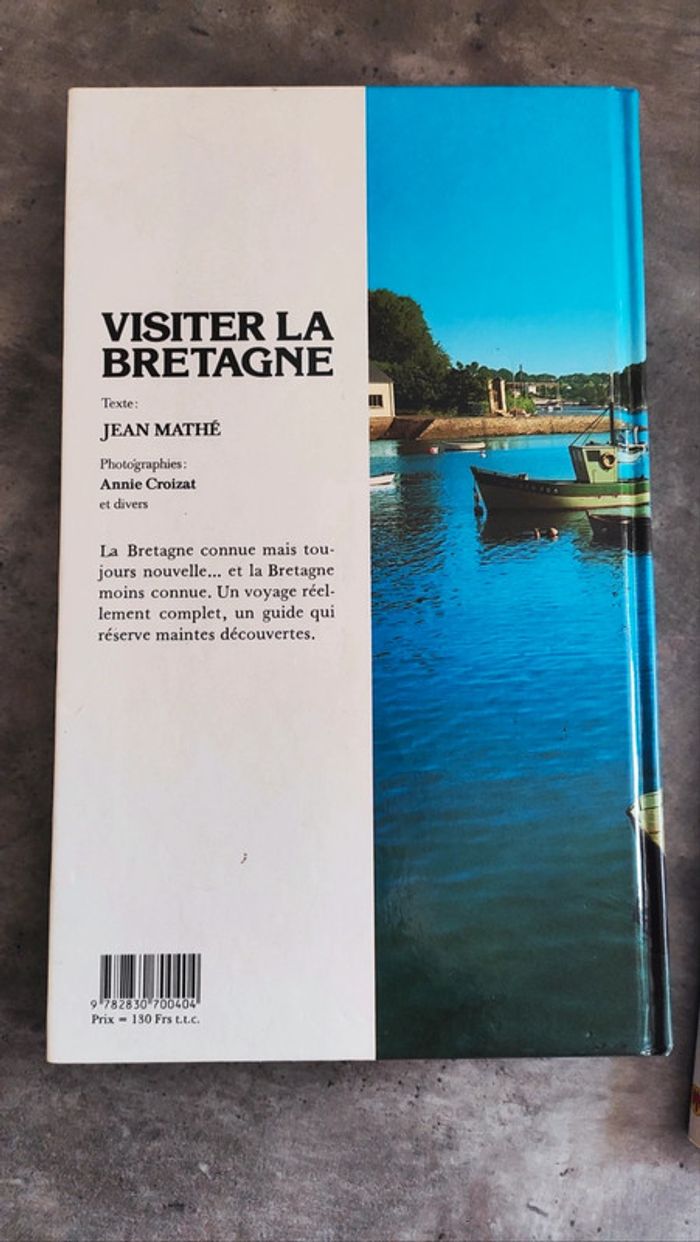 VISITER LA
BRETAGNE
Texte:
JEAN MATHÉ
Photographies:
Annie Croizat
et divers
La Bretagne connue mais tou-
jours nouvelle... et la Bretagne
moins connue. Un voyage réel-
lement complet, un guide qui
réserve maintes découvertes.
9 782830 700404
Prix = 130 Frs t.t.c.